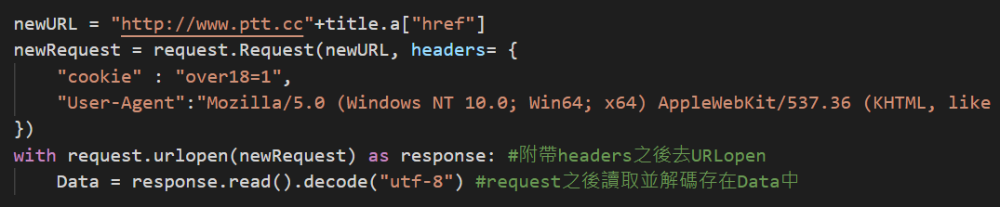 newURL = "http://www.ptt.cc"+title.a["href"]
newRequest = request.Request(newURL, headers= {
"cookie" : "over18=1",
"User-Agent":"Mozilla/5.0 (Windows NT 10.0; Win64; x64) AppleWebKit/537.36 (KHTML, like
})
with request.urlopen(newRequest) as response: #附帶headers之後去URLopen
Data = response.read().decode("utf-8") #request之後讀取並解碼存在Data中